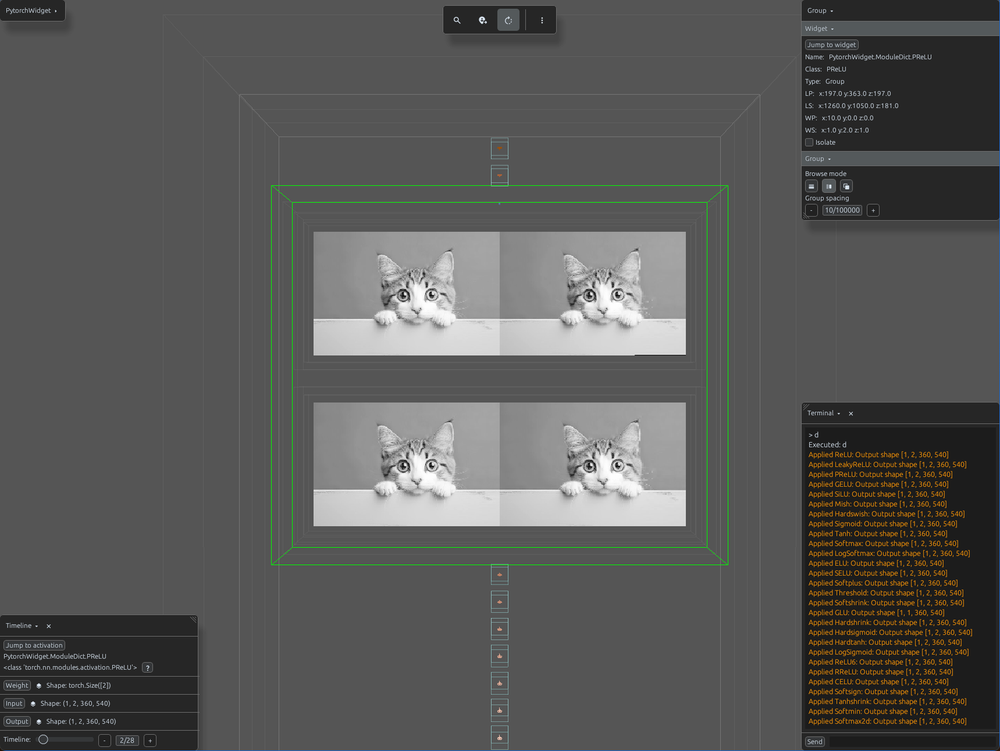 PytorchWidget
Group
Widget
Jump to widget
Name: PytorchWidget.ModuleDict.PReLU
Class: PReLU
Type: Group
LP: x:197.0 y:363.0 z:197.0
LS: x:1260.0 y:1050.0 z:181.0
WP: x:10.0 y:0.0 z:0.0
WS: x:1.0 y:2.0 z:1.0
Isolate
Group
Browse mode
Group spacing
- 10/100000 +
Terminal ×
> d
Executed: d
Applied ReLU: Output shape [1, 2, 360, 540]
Applied LeakyReLU: Output shape [1, 2, 360, 540]
Applied PReLU: Output shape [1, 2, 360, 540]
Applied GELU: Output shape [1, 2, 360, 540]
Applied SiLU: Output shape [1, 2, 360, 540]
Applied Mish: Output shape [1, 2, 360, 540]
Applied Hardswish: Output shape [1, 2, 360, 540]
Applied Sigmoid: Output shape [1, 2, 360, 540]
Applied Tanh: Output shape [1, 2, 360, 540]
Applied Softmax: Output shape [1, 2, 360, 540]
Applied LogSoftmax: Output shape [1, 2, 360, 540]
Applied ELU: Output shape [1, 2, 360, 540]
Applied SELU: Output shape [1, 2, 360, 540]
Applied Softplus: Output shape [1, 2, 360, 540]
Applied Threshold: Output shape [1, 2, 360, 540]
Applied Softshrink: Output shape [1, 2, 360, 540]
Applied GLU: Output shape [1, 1, 360, 540]
Applied Hardshrink: Output shape [1, 2, 360, 540]
Applied Hardsigmoid: Output shape [1, 2, 360, 540]
Applied Hardtanh: Output shape [1, 2, 360, 540]
Applied LogSigmoid: Output shape [1, 2, 360, 540]
Applied ReLU6: Output shape [1, 2, 360, 540]
Applied RReLU: Output shape [1, 2, 360, 540]
Applied CELU: Output shape [1, 2, 360, 540]
Applied Softsign: Output shape [1, 2, 360, 540]
Applied Tanhshrink: Output shape [1, 2, 360, 540]
Applied Softmin: Output shape [1, 2, 360, 540]
Applied Softmax2d: Output shape [1, 2, 360, 540]
Send
Timeline ×
Jump to activation
PytorchWidget.ModuleDict.PReLU
<class 'torch.nn.modules.activation.PReLU'> ?
Weight Shape: torch.Size([2])
Input Shape: (1, 2, 360, 540)
Output Shape: (1, 2, 360, 540)
Timeline: - 2/28 +